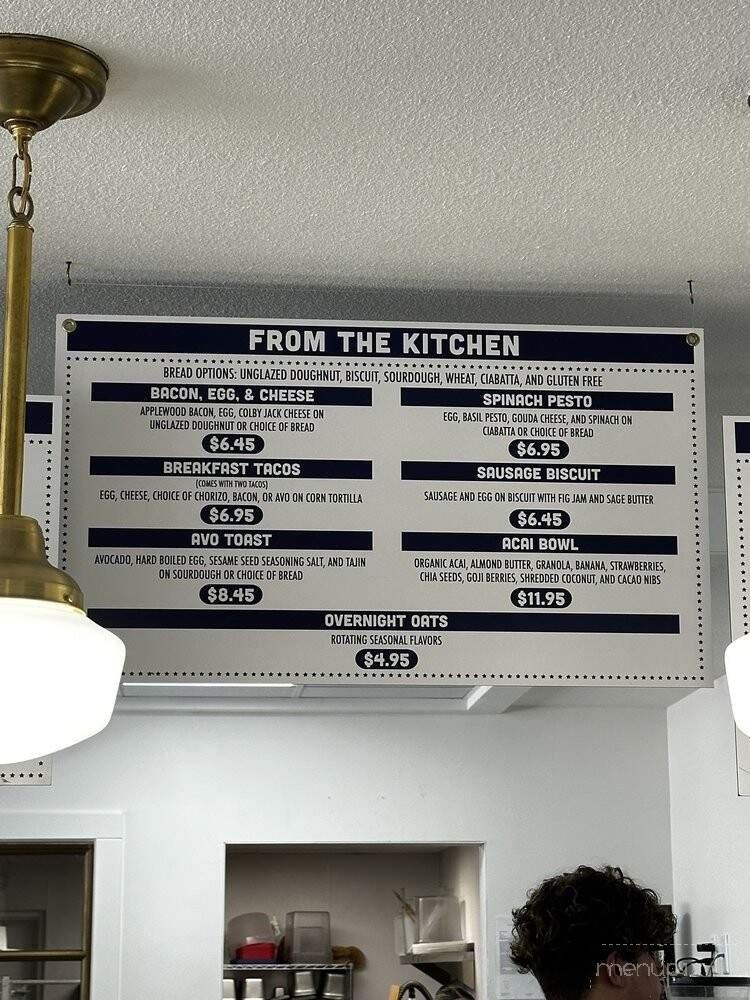 FROM THE KITCHEN
BREAD OPTIONS: UNGLAZED DOUGHNUT, BISCUIT, SOURDOUGH, WHEAT, CIABATTA, AND GLUTEN FREE
BACON, EGG, & CHEESE
APPLEWOOD BACON, EGG, COLBY JACK CHEESE ON
UNGLAZED DOUGHNUT OR CHOICE OF BREAD
$6.45
BREAKFAST TACOS
(COMES WITH TWO TACOS)
EGG, CHEESE, CHOICE OF CHORIZO, BACON, OR AVO ON CORN TORTILLA
$6.95
AVO TOAST
AVOCADO, HARD BOILED EGG, SESAME SEED SEASONING SALT, AND TAJIN
ON SOURDOUGH OR CHOICE OF BREAD
$8.45
SPINACH PESTO
EGG, BASIL PESTO, GOUDA CHEESE, AND SPINACH ON
CIABATTA OR CHOICE OF BREAD
$6.95
SAUSAGE BISCUIT
SAUSAGE AND EGG ON BISCUIT WITH FIG JAM AND SAGE BUTTER
$6.45
ACAI BOWL
ORGANIC ACAI, ALMOND BUTTER, GRANOLA, BANANA, STRAWBERRIES,
CHIA SEEDS, GOJI BERRIES, SHREDDED COCONUT, AND CACAO NIBS
$11.95
OVERNIGHT OATS
ROTATING SEASONAL FLAVORS
$4.95